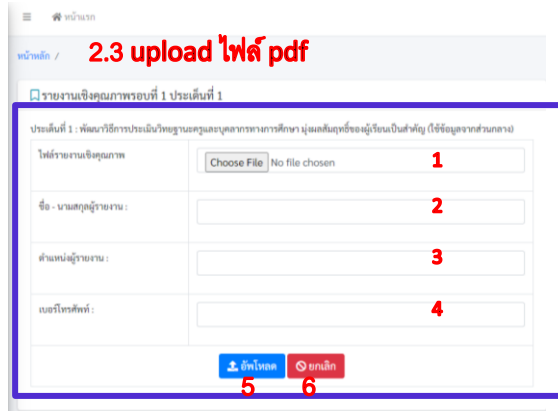 หน้าแรก
หน้าหลัก /
2.3 upload ไฟล์ pdf
รายงานเชิงคุณภาพรอบที่ 1 ประเด็นที่ 1
ประเด็นที่ 1 : พัฒนาวิธีการประเมินวิทยฐานะครูและบุคลากรทางการศึกษา มุ่งผลสัมฤทธิ์ของผู้เรียนเป็นสำคัญ (ใช้ข้อมูลจากส่วนกลาง)
ไฟล์รายงานเชิงคุณภาพ Choose File No file chosen 1
ชื่อ - นามสกุลผู้รายงาน : 2
ตำแหน่งผู้รายงาน : 3
เบอร์โทรศัพท์ : 4
อัพโหลด ยกเลิก
5 6